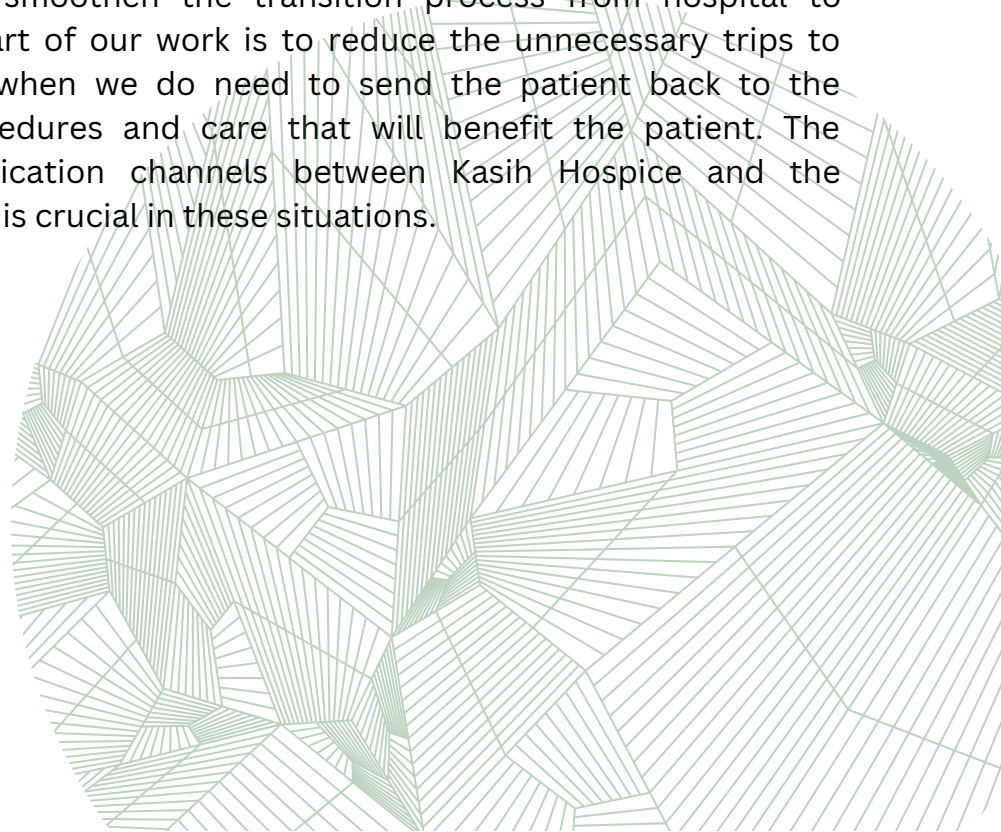 smoothen the transition process from hospital to
art of our work is to reduce the unnecessary trips to
when we do need to send the patient back to the
edures and care that will benefit the patient. The
ication channels between Kasih Hospice and the
is crucial in these situations.